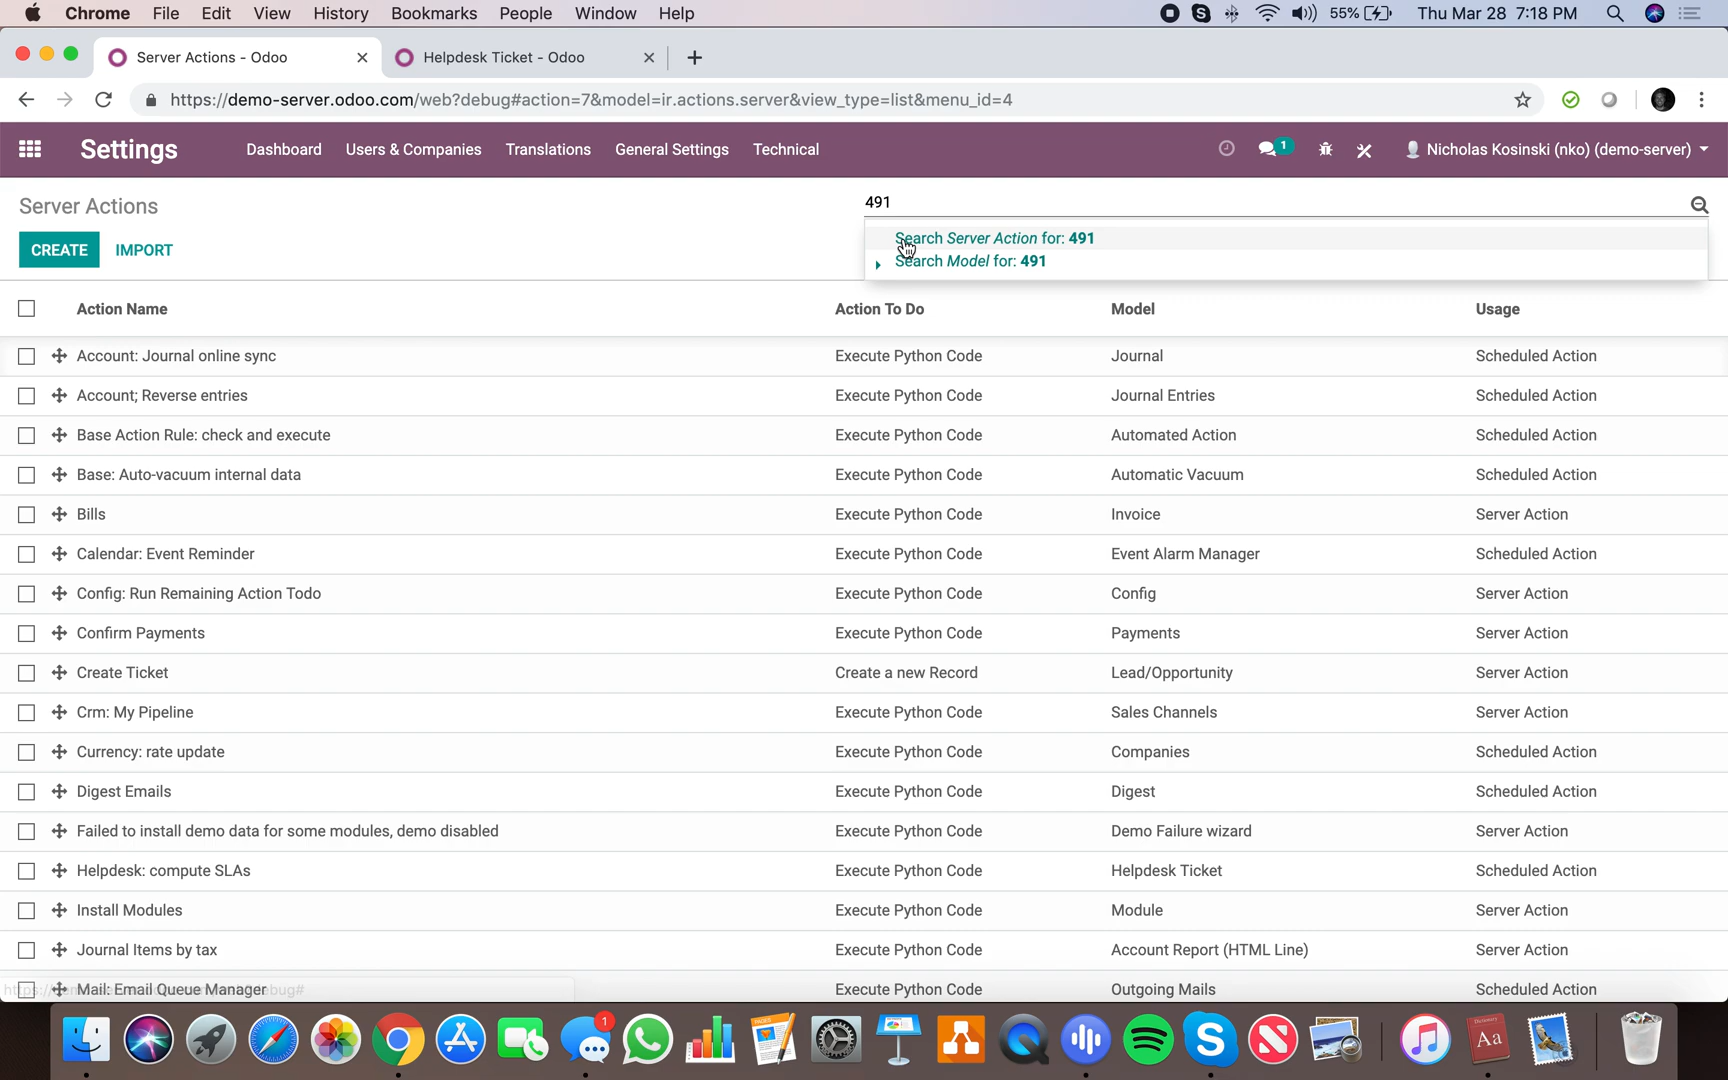 Chrome File Edit View History Bookmarks People Window Help 55% Thu Mar 28 7:18 PM
Server Actions - Odoo Helpdesk Ticket - Odoo
https://demo-server.odoo.com/web?debug#action=7&model=ir.actions.server&view_type=list&menu_id=4
Settings Dashboard Users & Companies Translations General Settings Technical 1 Nicholas Kosinski (nko) (demo-server)
Server Actions 491
CREATE IMPORT Search Server Action for: 491
Search Model for: 491
Action Name Action To Do Model Usage
Account: Journal online sync Execute Python Code Journal Scheduled Action
Account; Reverse entries Execute Python Code Journal Entries Scheduled Action
Base Action Rule: check and execute Execute Python Code Automated Action Scheduled Action
Base: Auto-vacuum internal data Execute Python Code Automatic Vacuum Scheduled Action
Bills Execute Python Code Invoice Server Action
Calendar: Event Reminder Execute Python Code Event Alarm Manager Scheduled Action
Config: Run Remaining Action Todo Execute Python Code Config Server Action
Confirm Payments Execute Python Code Payments Server Action
Create Ticket Create a new Record Lead/Opportunity Server Action
Crm: My Pipeline Execute Python Code Sales Channels Server Action
Currency: rate update Execute Python Code Companies Scheduled Action
Digest Emails Execute Python Code Digest Scheduled Action
Failed to install demo data for some modules, demo disabled Execute Python Code Demo Failure wizard Server Action
Helpdesk: compute SLAs Execute Python Code Helpdesk Ticket Scheduled Action
Install Modules Execute Python Code Module Server Action
Journal Items by tax Execute Python Code Account Report (HTML Line) Server Action
Mail: Email Queue Manager Execute Python Code Outgoing Mails Scheduled Action
1
Aa